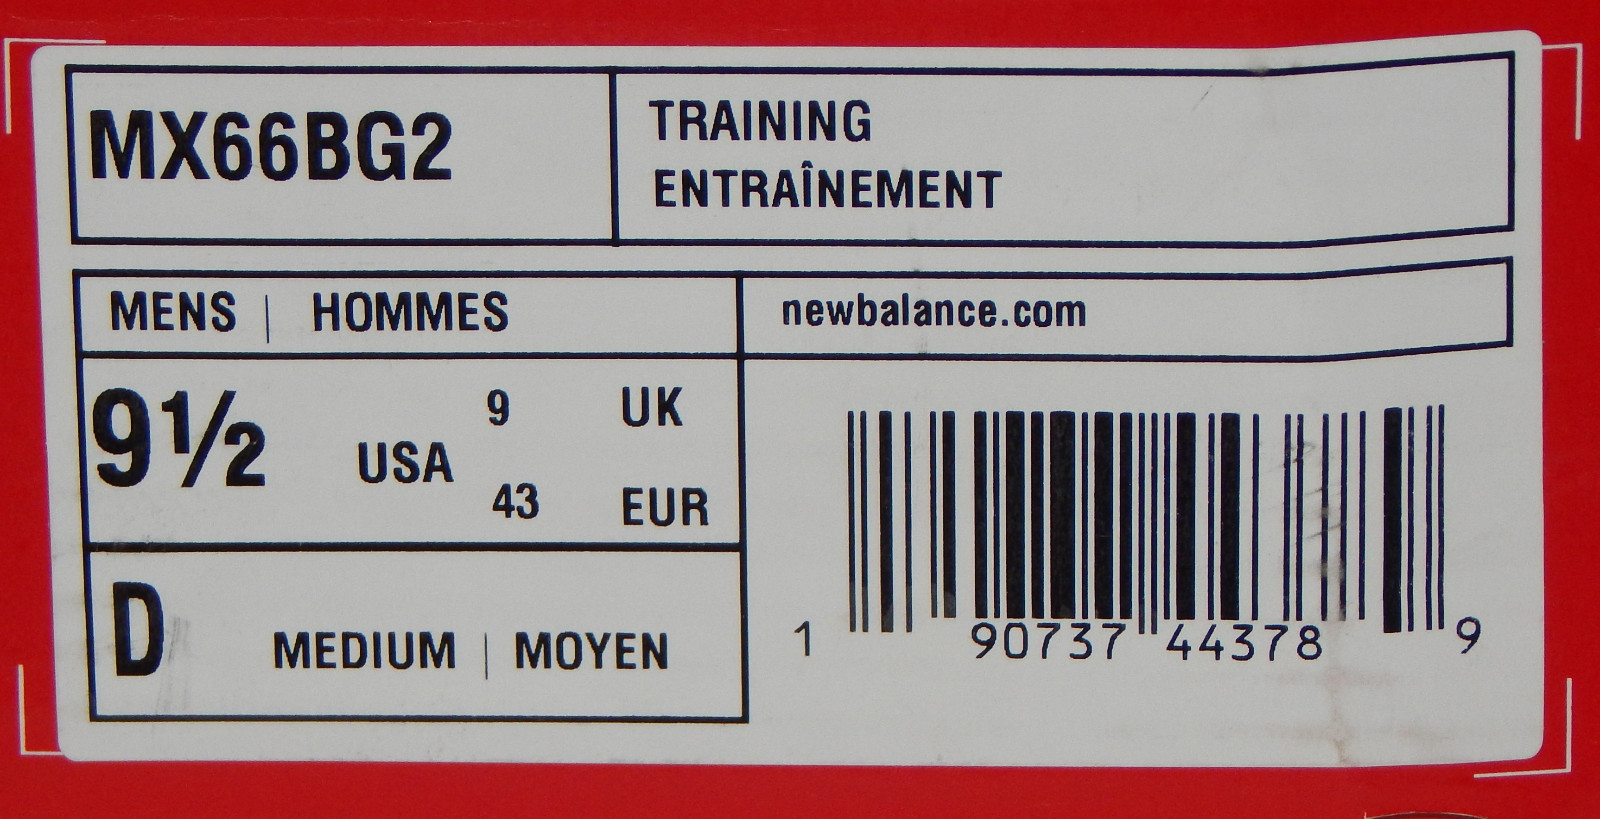 MX66BG2
TRAINING
ENTRAÎNEMENT
MENS | HOMMES
newbalance.com
9½ USA
9 UK
43 EUR
D MEDIUM | MOYEN
1 90737 44378 9